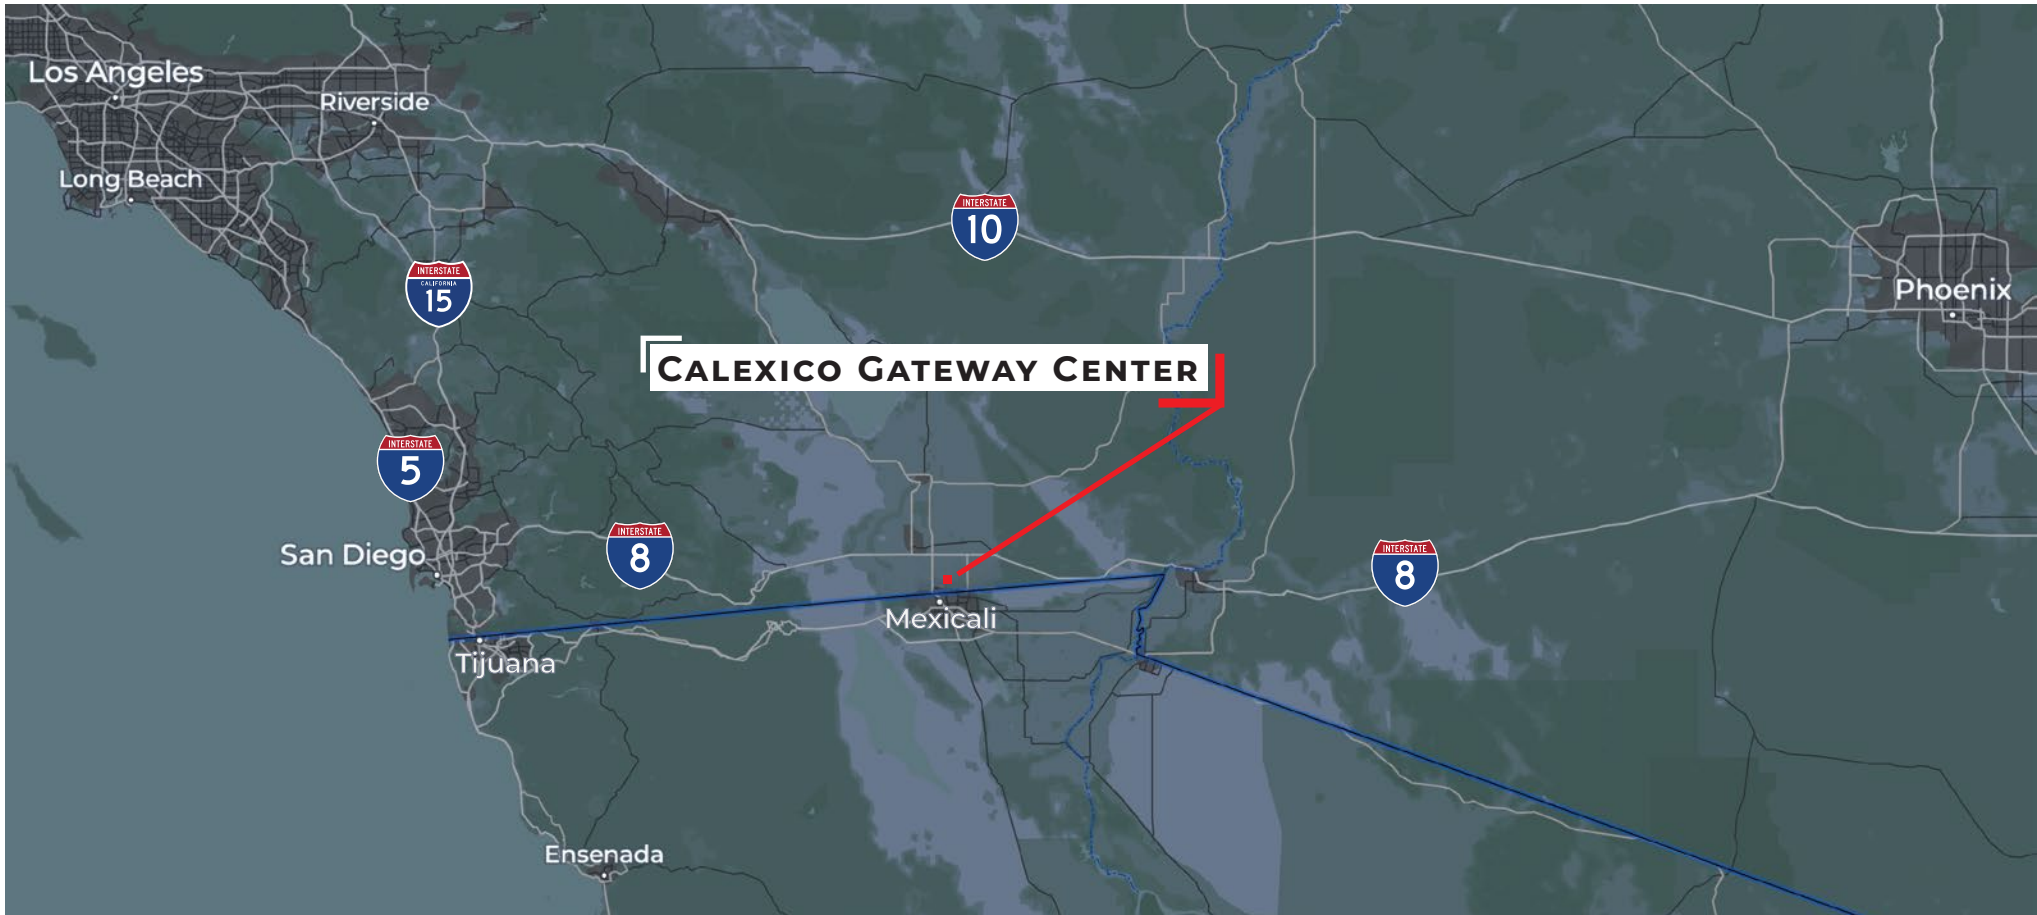 Los Angeles
Riverside
Long Beach
INTERSTATE
10
INTERSTATE
CALIFORNIA
15
Phoenix
CALEXICO GATEWAY CENTER
INTERSTATE
5
San Diego
INTERSTATE
8
INTERSTATE
8
Mexicali
Tijuana
Ensenada